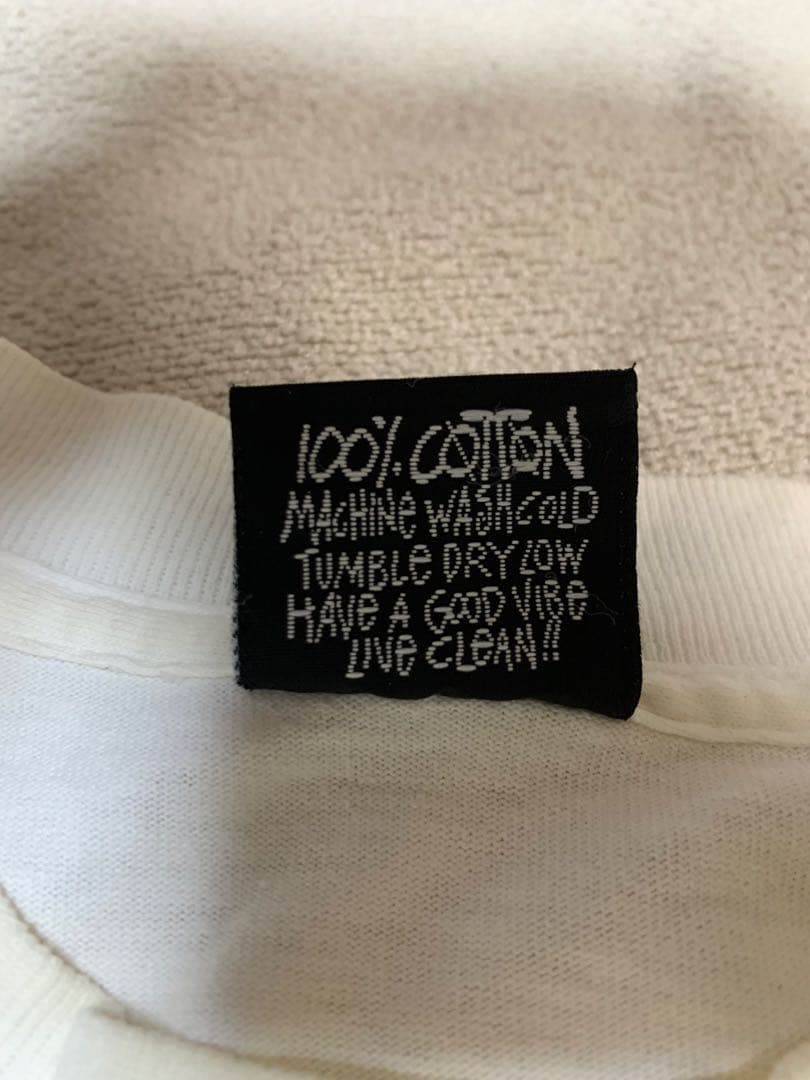 100% COTTON
MACHINE WASH COLD
TUMBLE DRY LOW
HAVE A GOOD VIBE
LIVE CLEAN!!